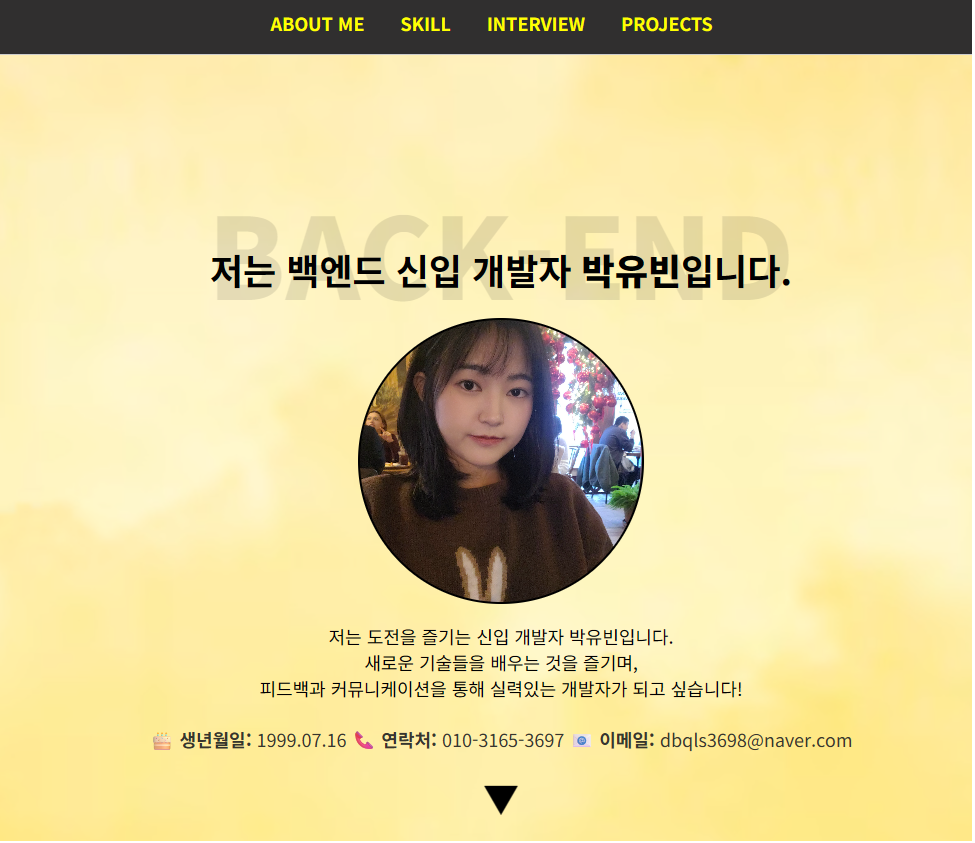 ABOUT ME SKILL INTERVIEW PROJECTS
BACK-END
저는 백엔드 신입 개발자 박유빈입니다.
저는 도전을 즐기는 신입 개발자 박유빈입니다.
새로운 기술들을 배우는 것을 즐기며,
피드백과 커뮤니케이션을 통해 실력있는 개발자가 되고 싶습니다!
생년월일: 1999.07.16 연락처: 010-3165-3697 이메일: dbqls3698@naver.com